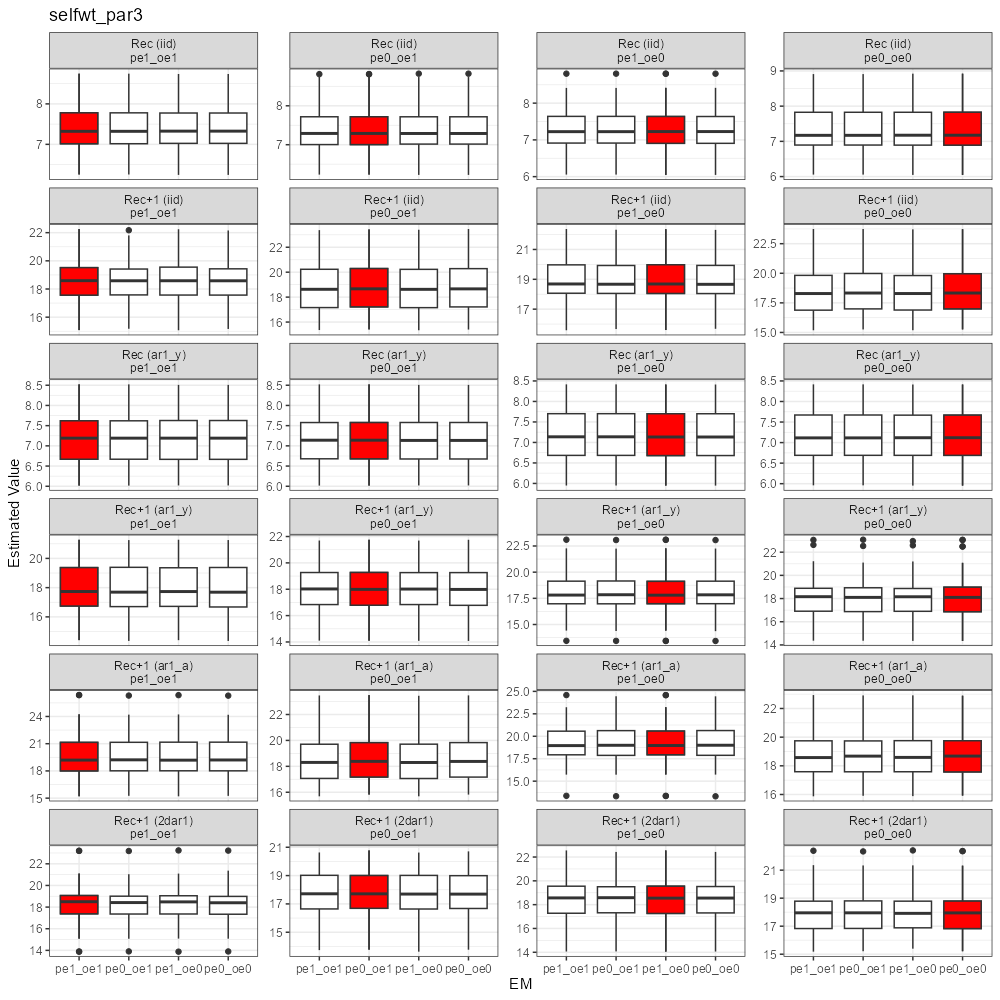 selfwt_par3
Rec (iid)
pe1_oe1
Rec (iid)
pe0_oe1
Rec (iid)
pe1_oe0
Rec (iid)
pe0_oe0
8
7
8
7
8
7
6
9
8
7
6
Rec+1 (iid)
pe1_oe1
Rec+1 (iid)
pe0_oe1
Rec+1 (iid)
pe1_oe0
Rec+1 (iid)
pe0_oe0
22
20
18
16
22
20
18
16
21
19
17
22.5
20.0
17.5
15.0
Rec (ar1_y)
pe1_oe1
Rec (ar1_y)
pe0_oe1
Rec (ar1_y)
pe1_oe0
Rec (ar1_y)
pe0_oe0
8.5
8.0
7.5
7.0
6.5
6.0
8.5
8.0
7.5
7.0
6.5
6.0
8.5
8.0
7.5
7.0
6.5
6.0
8.5
8.0
7.5
7.0
6.5
6.0
Estimated Value
Rec+1 (ar1_y)
pe1_oe1
Rec+1 (ar1_y)
pe0_oe1
Rec+1 (ar1_y)
pe1_oe0
Rec+1 (ar1_y)
pe0_oe0
20
18
16
22
20
18
16
14
22.5
20.0
17.5
15.0
22
20
18
16
14
Rec+1 (ar1_a)
pe1_oe1
Rec+1 (ar1_a)
pe0_oe1
Rec+1 (ar1_a)
pe1_oe0
Rec+1 (ar1_a)
pe0_oe0
24
21
18
15
22
20
18
16
25.0
22.5
20.0
17.5
15.0
22
20
18
16
Rec+1 (2dar1)
pe1_oe1
Rec+1 (2dar1)
pe0_oe1
Rec+1 (2dar1)
pe1_oe0
Rec+1 (2dar1)
pe0_oe0
22
20
18
16
14
21
19
17
15
22
20
18
16
14
21
19
17
15
pe1_oe1 pe0_oe1 pe1_oe0 pe0_oe0
pe1_oe1 pe0_oe1 pe1_oe0 pe0_oe0
pe1_oe1 pe0_oe1 pe1_oe0 pe0_oe0
pe1_oe1 pe0_oe1 pe1_oe0 pe0_oe0
EM